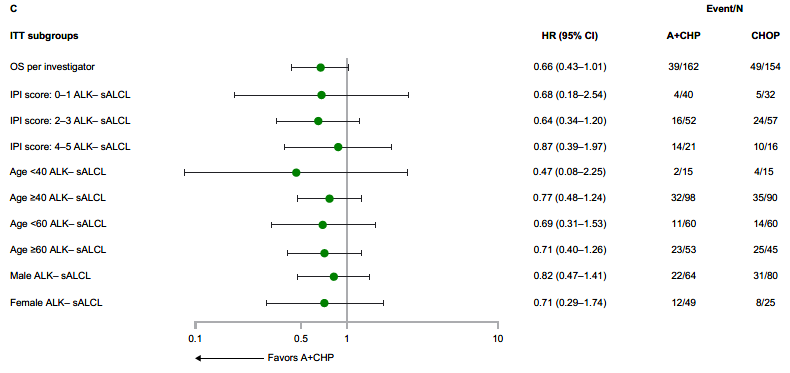 C
Event/N
ITT subgroups HR (95% CI) A+CHP CHOP
OS per investigator 0.66 (0.43–1.01) 39/162 49/154
IPI score: 0–1 ALK– sALCL 0.68 (0.18–2.54) 4/40 5/32
IPI score: 2–3 ALK– sALCL 0.64 (0.34–1.20) 16/52 24/57
IPI score: 4–5 ALK– sALCL 0.87 (0.39–1.97) 14/21 10/16
Age <40 ALK– sALCL 0.47 (0.08–2.25) 2/15 4/15
Age ≥40 ALK– sALCL 0.77 (0.48–1.24) 32/98 35/90
Age <60 ALK– sALCL 0.69 (0.31–1.53) 11/60 14/60
Age ≥60 ALK– sALCL 0.71 (0.40–1.26) 23/53 25/45
Male ALK– sALCL 0.82 (0.47–1.41) 22/64 31/80
Female ALK– sALCL 0.71 (0.29–1.74) 12/49 8/25
0.1 0.5 1 10
Favors A+CHP